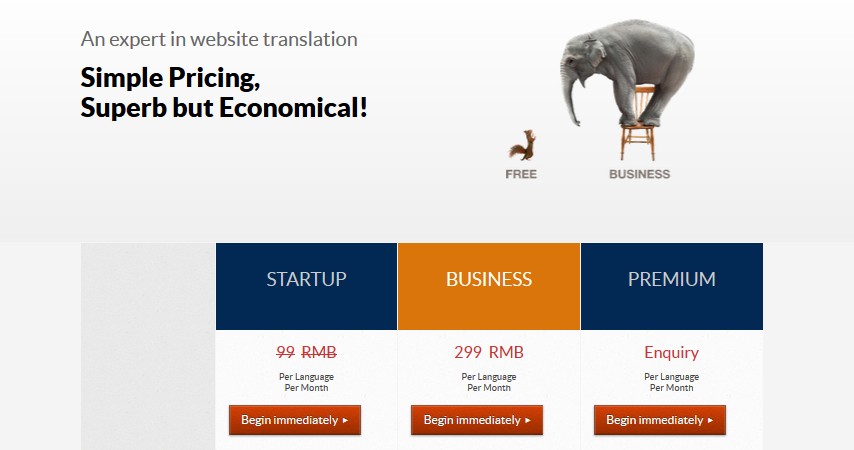 An expert in website translation
Simple Pricing,
Superb but Economical!
FREE
BUSINESS
STARTUP
BUSINESS
PREMIUM
99 RMB
299 RMB
Enquiry
Per Language
Per Month
Per Language
Per Month
Per Language
Per Month
Begin immediately ▸
Begin immediately ▸
Begin immediately ▸